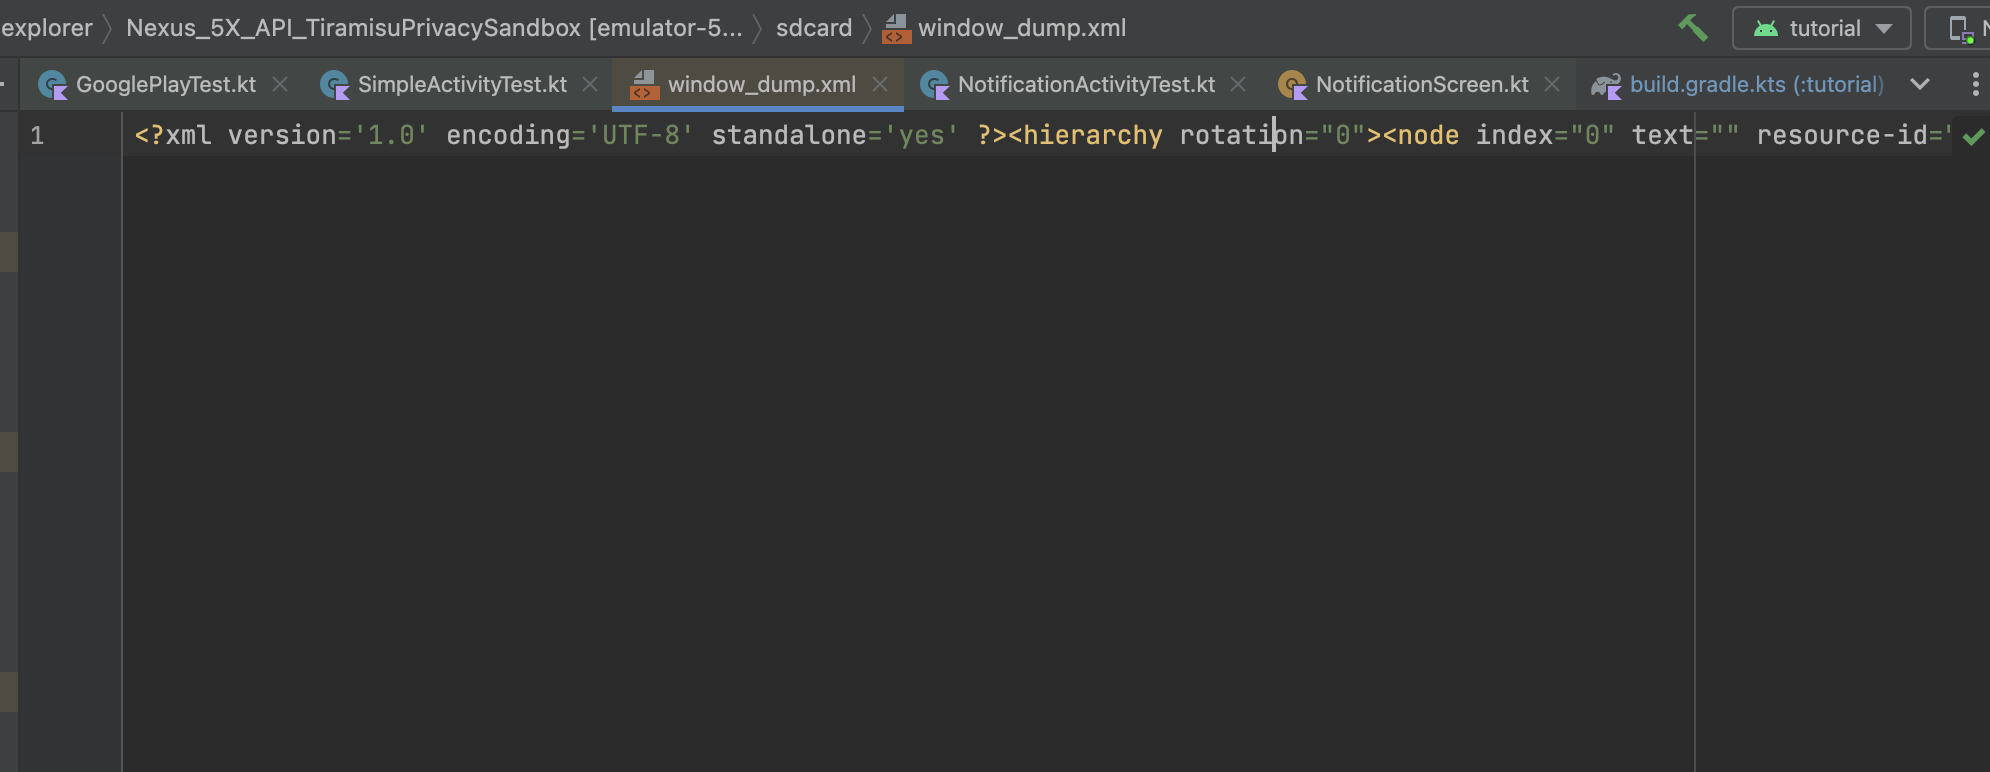 explorer Nexus_5X_API_TiramisuPrivacySandbox [emulator-5... sdcard window_dump.xml tutorial
GooglePlayTest.kt SimpleActivityTest.kt window_dump.xml NotificationActivityTest.kt NotificationScreen.kt build.gradle.kts (:tutorial)
1 <?xml version='1.0' encoding='UTF-8' standalone='yes' ?><hierarchy rotation="0"><node index="0" text="" resource-id="